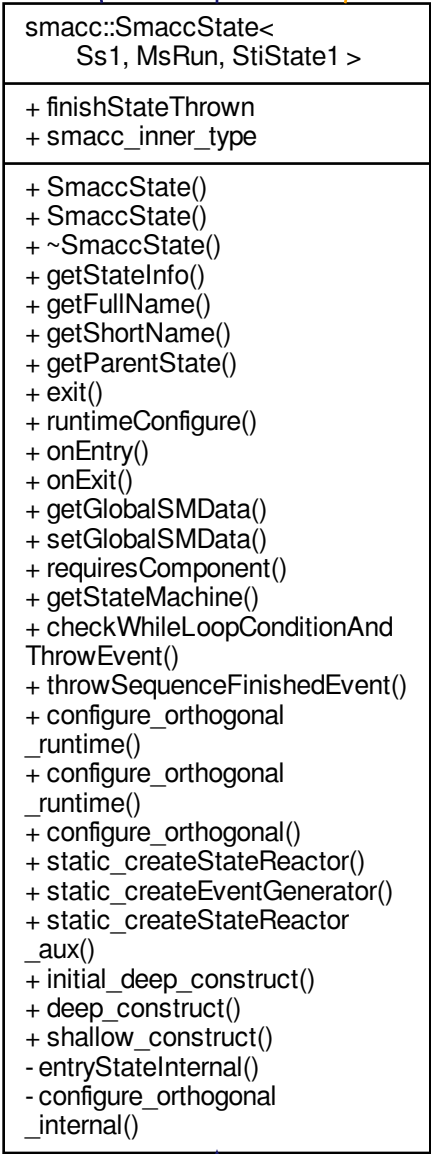 smacc::SmaccState<
Ss1, MsRun, StiState1 >
+ finishStateThrown
+ smacc_inner_type
+ SmaccState()
+ SmaccState()
+ ~SmaccState()
+ getStateInfo()
+ getFullName()
+ getShortName()
+ getParentState()
+ exit()
+ runtimeConfigure()
+ onEntry()
+ onExit()
+ getGlobalSMData()
+ setGlobalSMData()
+ requiresComponent()
+ getStateMachine()
+ checkWhileLoopConditionAnd
ThrowEvent()
+ throwSequenceFinishedEvent()
+ configure_orthogonal
_runtime()
+ configure_orthogonal
_runtime()
+ configure_orthogonal()
+ static_createStateReactor()
+ static_createEventGenerator()
+ static_createStateReactor
_aux()
+ initial_deep_construct()
+ deep_construct()
+ shallow_construct()
- entryStateInternal()
- configure_orthogonal
_internal()